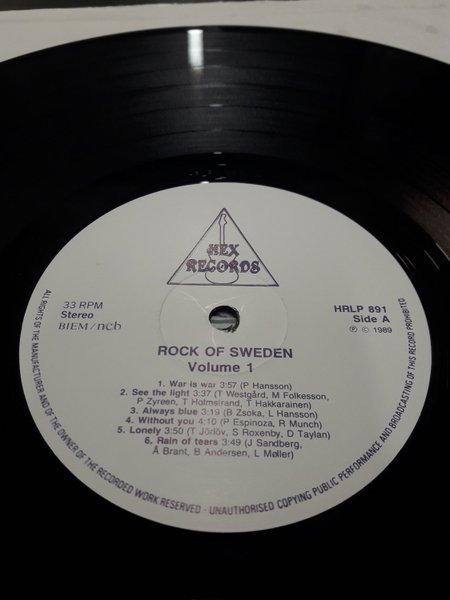 HEX
RECORDS
33 RPM
Stereo
BIEM/ncb
HRLP 891
Side A
Ⓟ © 1989
ROCK OF SWEDEN
Volume 1
1. War is war 3:57 (P Hansson)
2. See the light 3:37 (T Westgård, M Folkesson,
P Zyreen, T Holmstrand, T Hakkarainen)
3. Always blue 3:19 (B Zsoka, L Hansson)
4. Without you 4:10 (P Espinoza, R Munch)
5. Lonely 3:50 (T Jörlöv, S Roxenby, D Taylan)
6. Rain of tears 3:49 (J Sandberg,
Å Brant, B Andersen, L Møller)
ALL RIGHTS OF THE MANUFACTURER AND OF THE OWNER OF THE RECORDED WORK RESERVED - UNAUTHORISED COPYING PUBLIC PERFORMANCE AND BROADCASTING OF THIS RECORD PROHIBITED